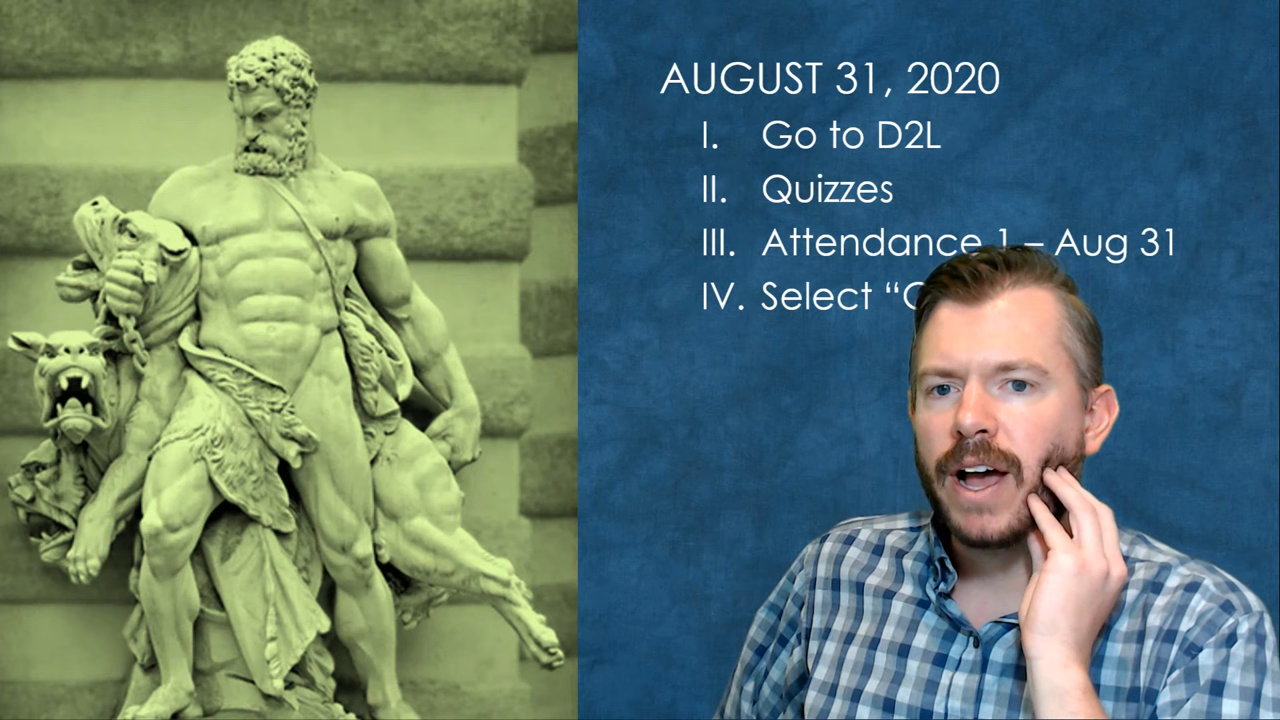 AUGUST 31, 2020
I. Go to D2L
II. Quizzes
III. Attendance 1 – Aug 31
IV. Select